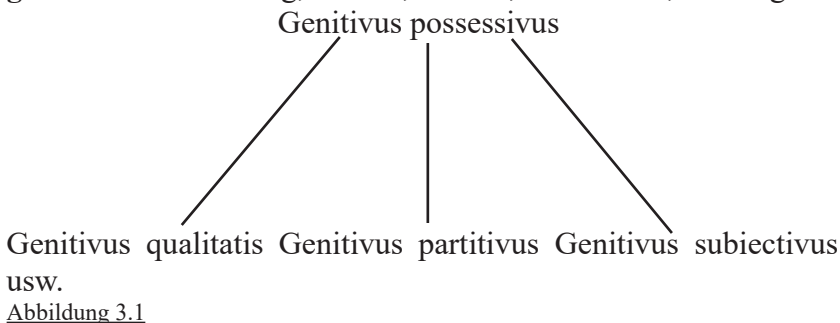 Genitivus possessivus
Genitivus qualitatis Genitivus partitivus Genitivus subiectivus
usw.
Abbildung 3.1